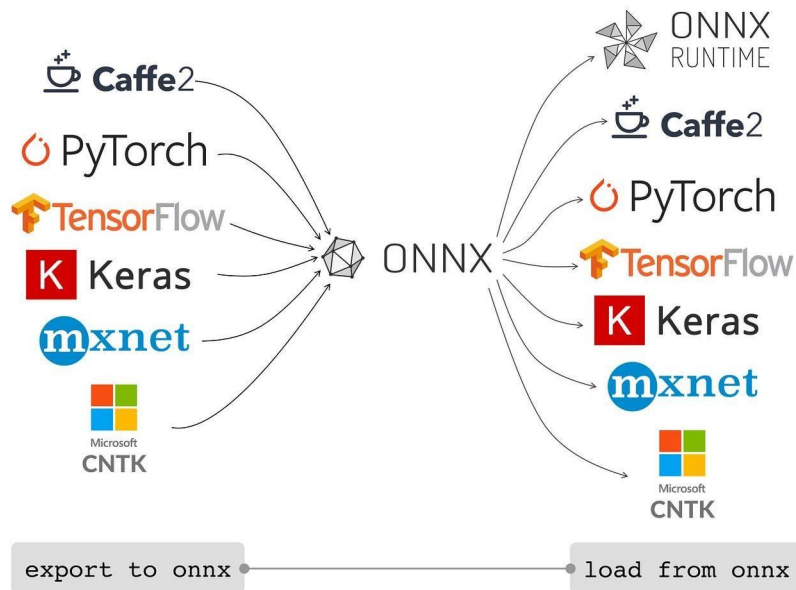 Caffe2
PyTorch
TensorFlow
K Keras
mxnet
Microsoft
CNTK
ONNX
ONNX
RUNTIME
Caffe2
PyTorch
TensorFlow
K Keras
mxnet
Microsoft
CNTK
export to onnx
load from onnx